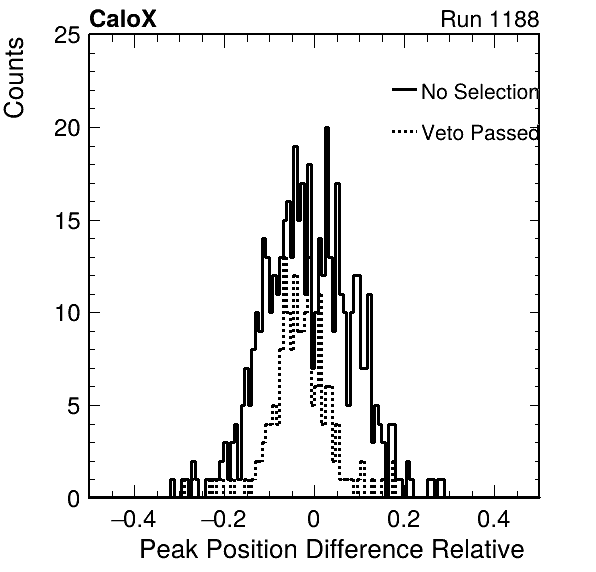 CaloX Run 1188
Counts
25
No Selection
20
Veto Passed
15
10
5
0
−0.4 −0.2 0 0.2 0.4
Peak Position Difference Relative